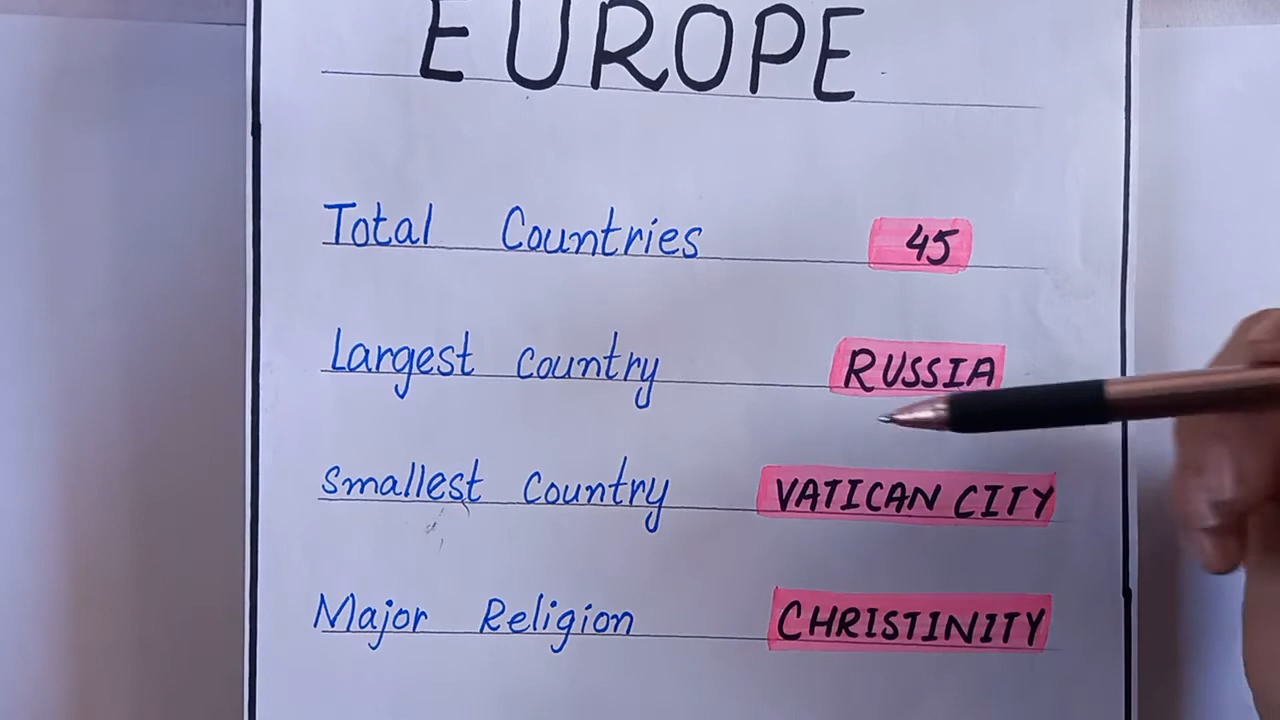 EUROPE
Total Countries 45
Largest Country RUSSIA
Smallest Country VATICAN CITY
Major Religion CHRISTINITY